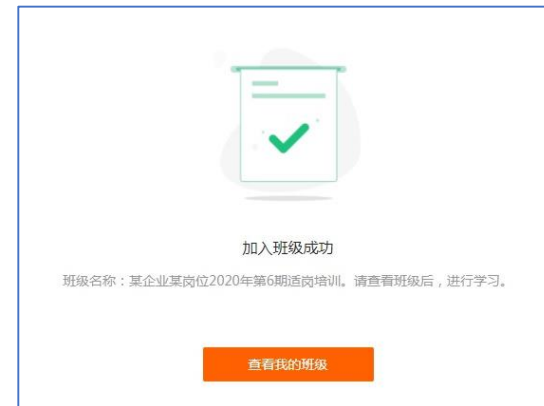 加入班级成功
班级名称：某企业某岗位2020年第6期适岗培训。请查看班级后，进行学习。
查看我的班级